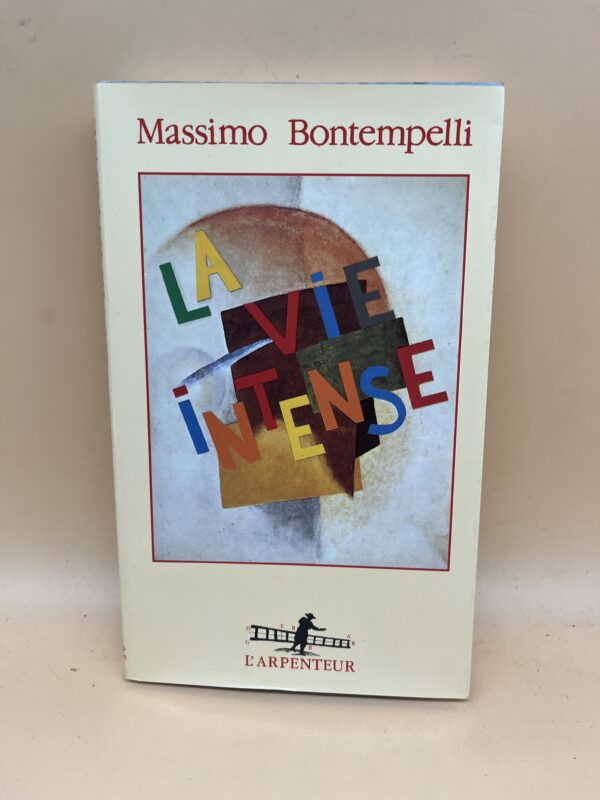 Massimo Bontempelli
LA
VIE
INTENSE
L'ARPENTEUR